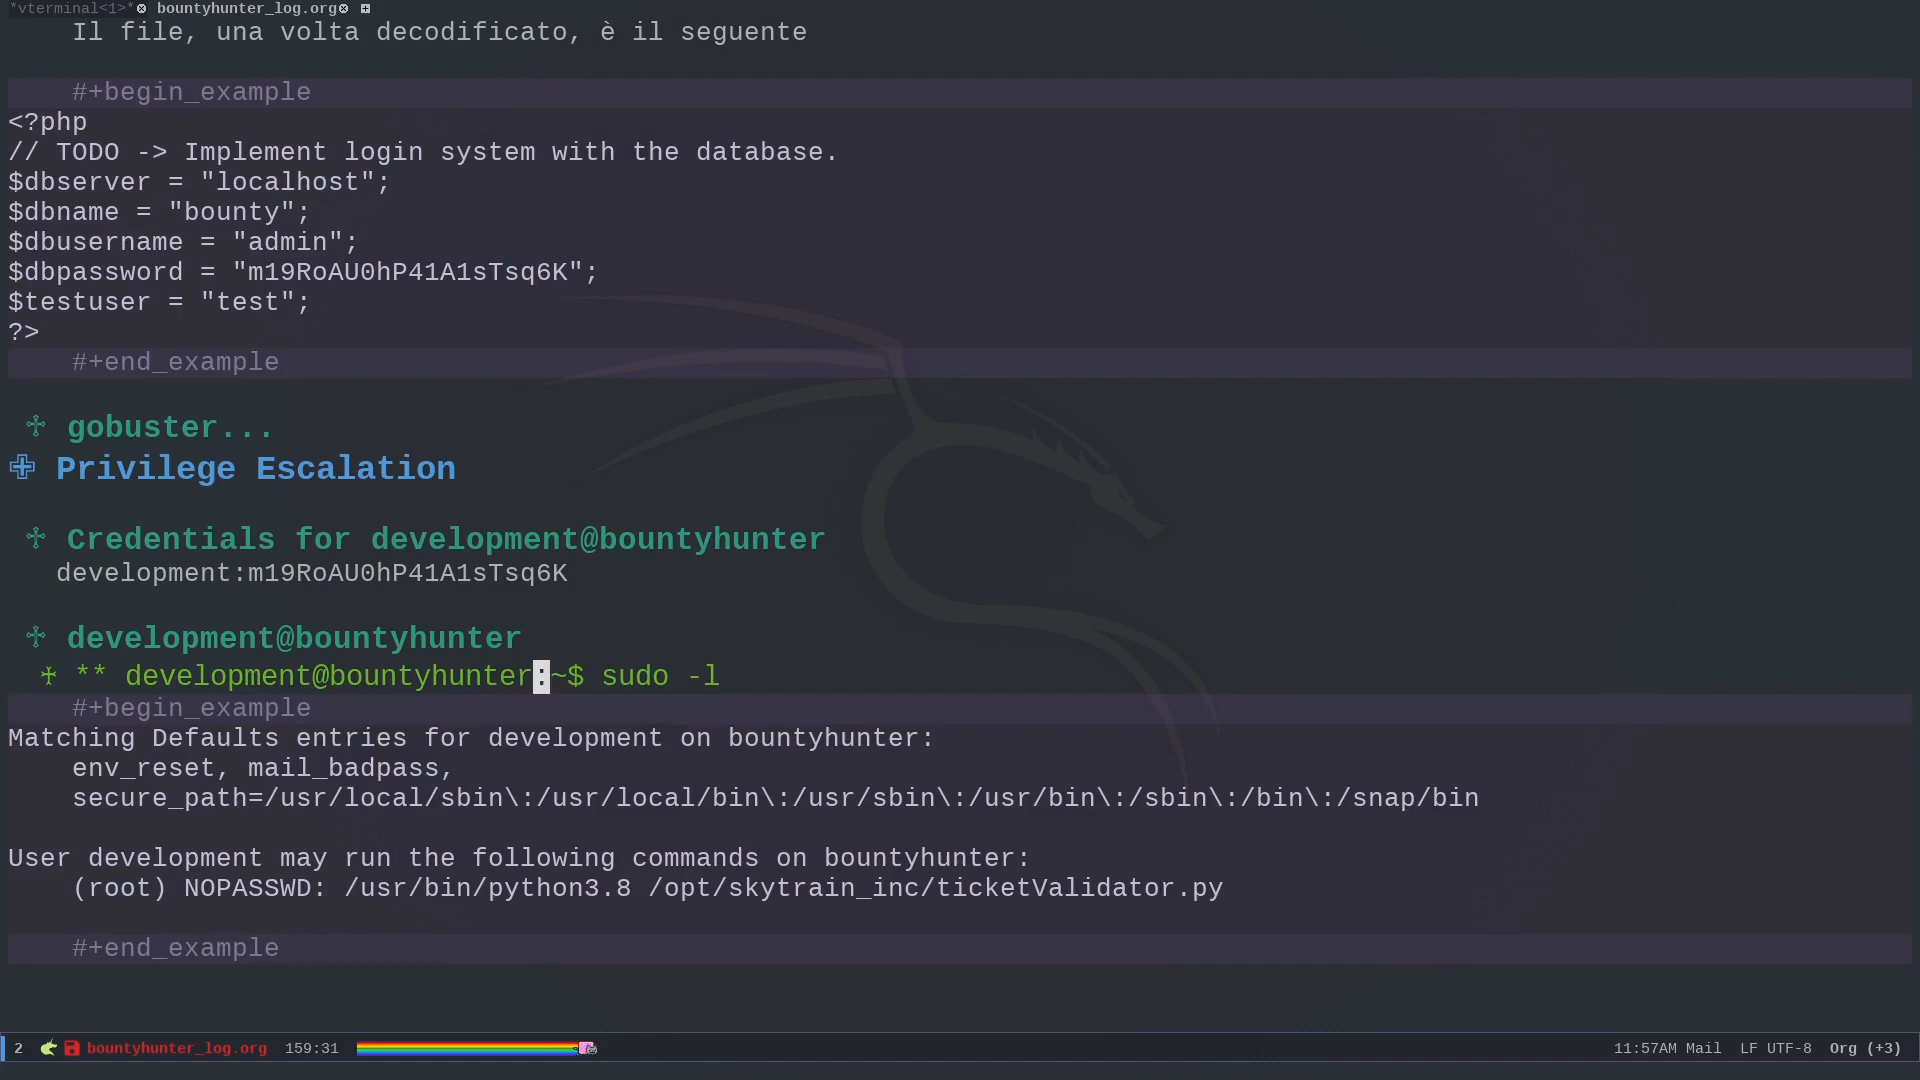 *vterminal<1>* bountyhunter_log.org
Il file, una volta decodificato, è il seguente
#+begin_example
<?php
// TODO -> Implement login system with the database.
$dbserver = "localhost";
$dbname = "bounty";
$dbusername = "admin";
$dbpassword = "m19RoAU0hP41A1sTsq6K";
$testuser = "test";
?>
#+end_example
gobuster...
Privilege Escalation
Credentials for development@bountyhunter
development:m19RoAU0hP41A1sTsq6K
development@bountyhunter
** development@bountyhunter:~$ sudo -l
#+begin_example
Matching Defaults entries for development on bountyhunter:
env_reset, mail_badpass,
secure_path=/usr/local/sbin\:/usr/local/bin\:/usr/sbin\:/usr/bin\:/sbin\:/bin\:/snap/bin
User development may run the following commands on bountyhunter:
(root) NOPASSWD: /usr/bin/python3.8 /opt/skytrain_inc/ticketValidator.py
#+end_example
2 bountyhunter_log.org 159:31 11:57AM Mail LF UTF-8 Org (+3)